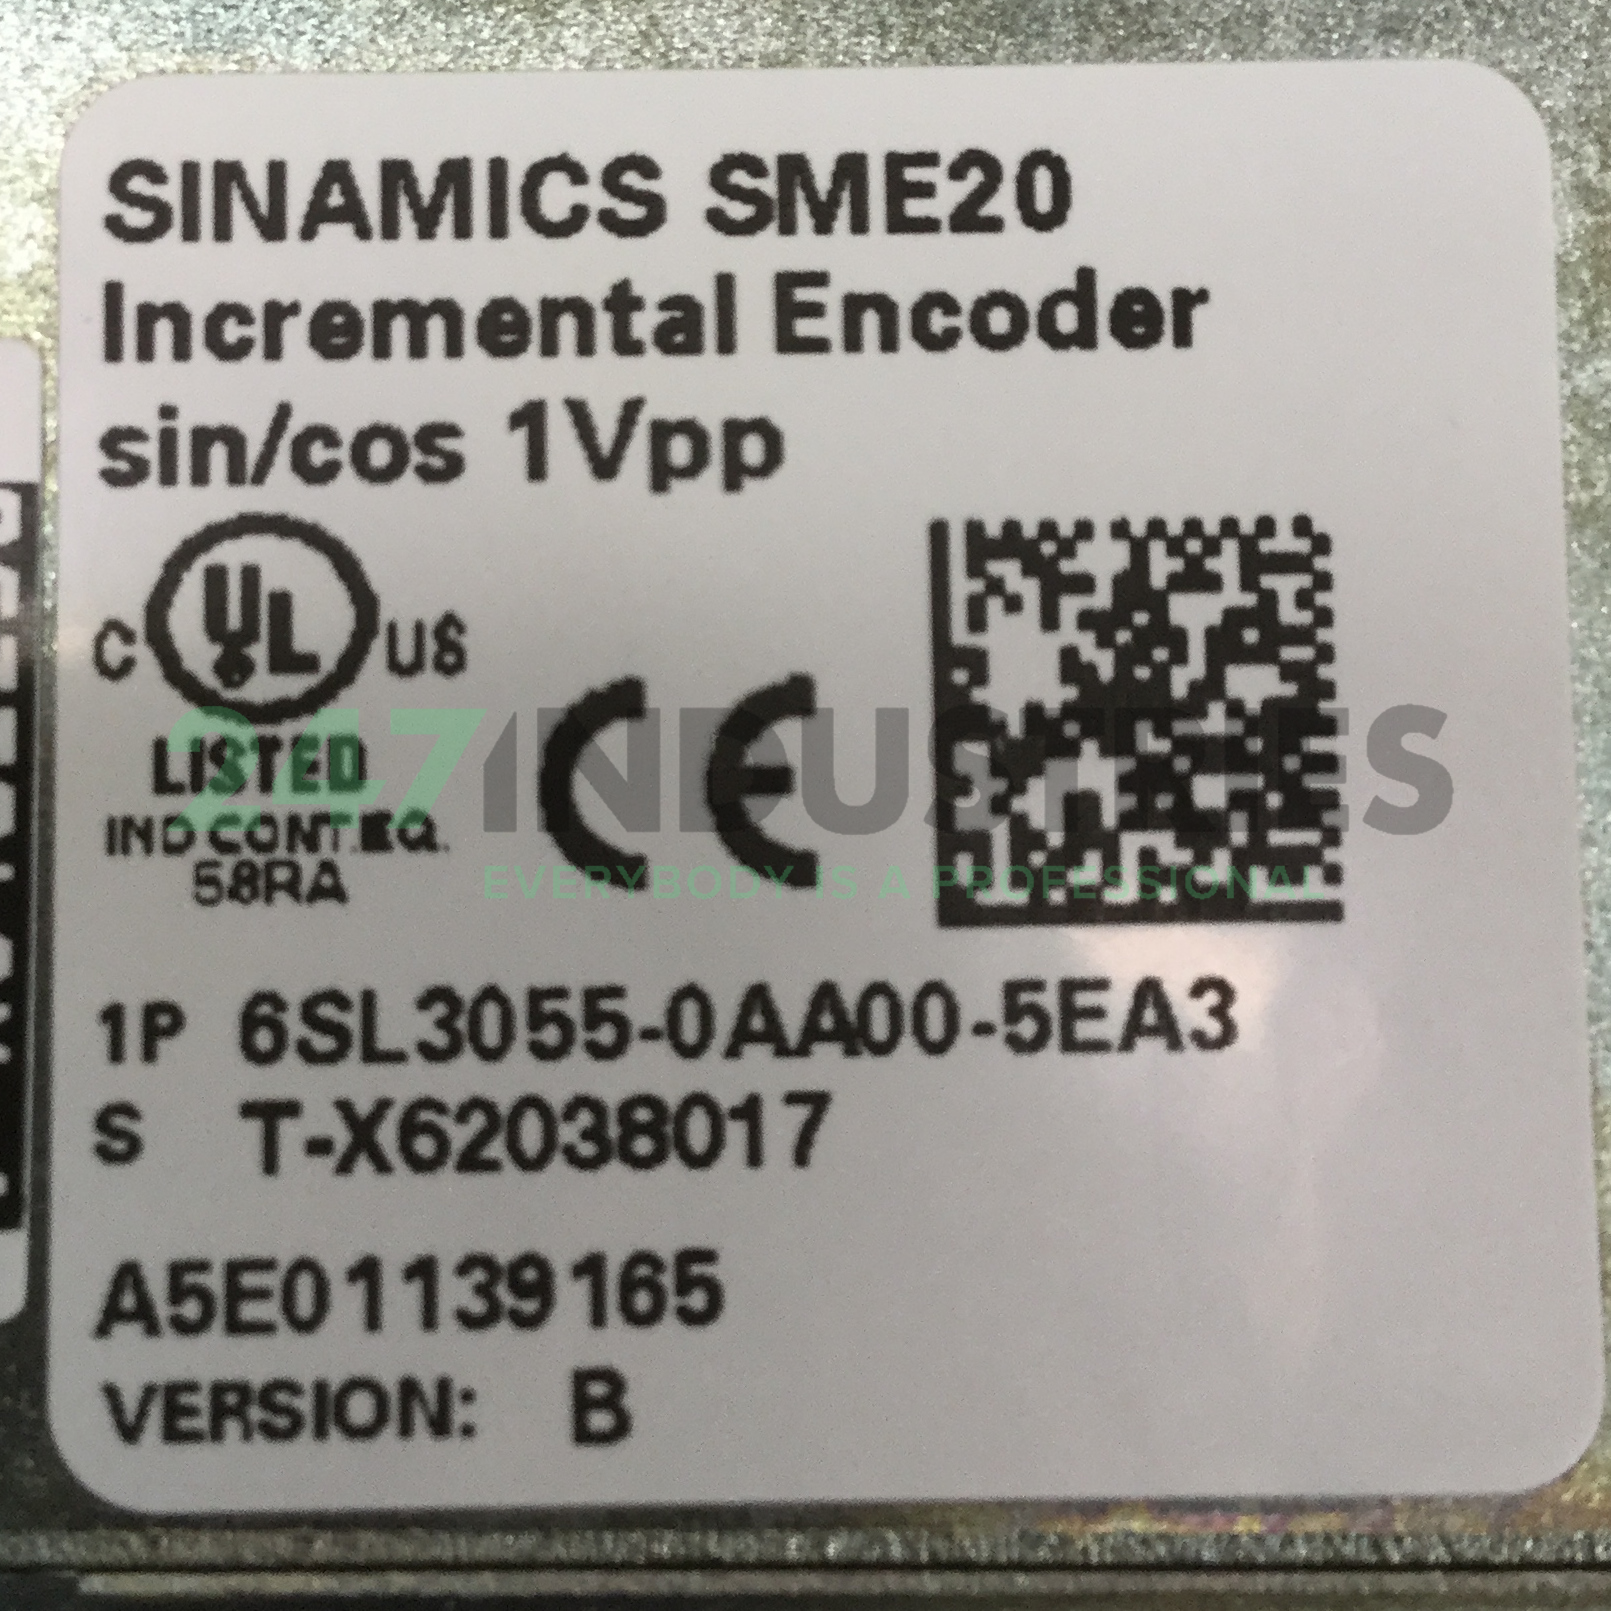 SINAMICS SME20
Incremental Encoder
sin/cos 1Vpp
C UL US
LISTED
IND CONT.EQ.
58RA
CE
247INDUSTRIES
EVERYBODY IS A PROFESSIONAL
1P 6SL3055-0AA00-5EA3
S T-X62038017
A5E01139165
VERSION: B